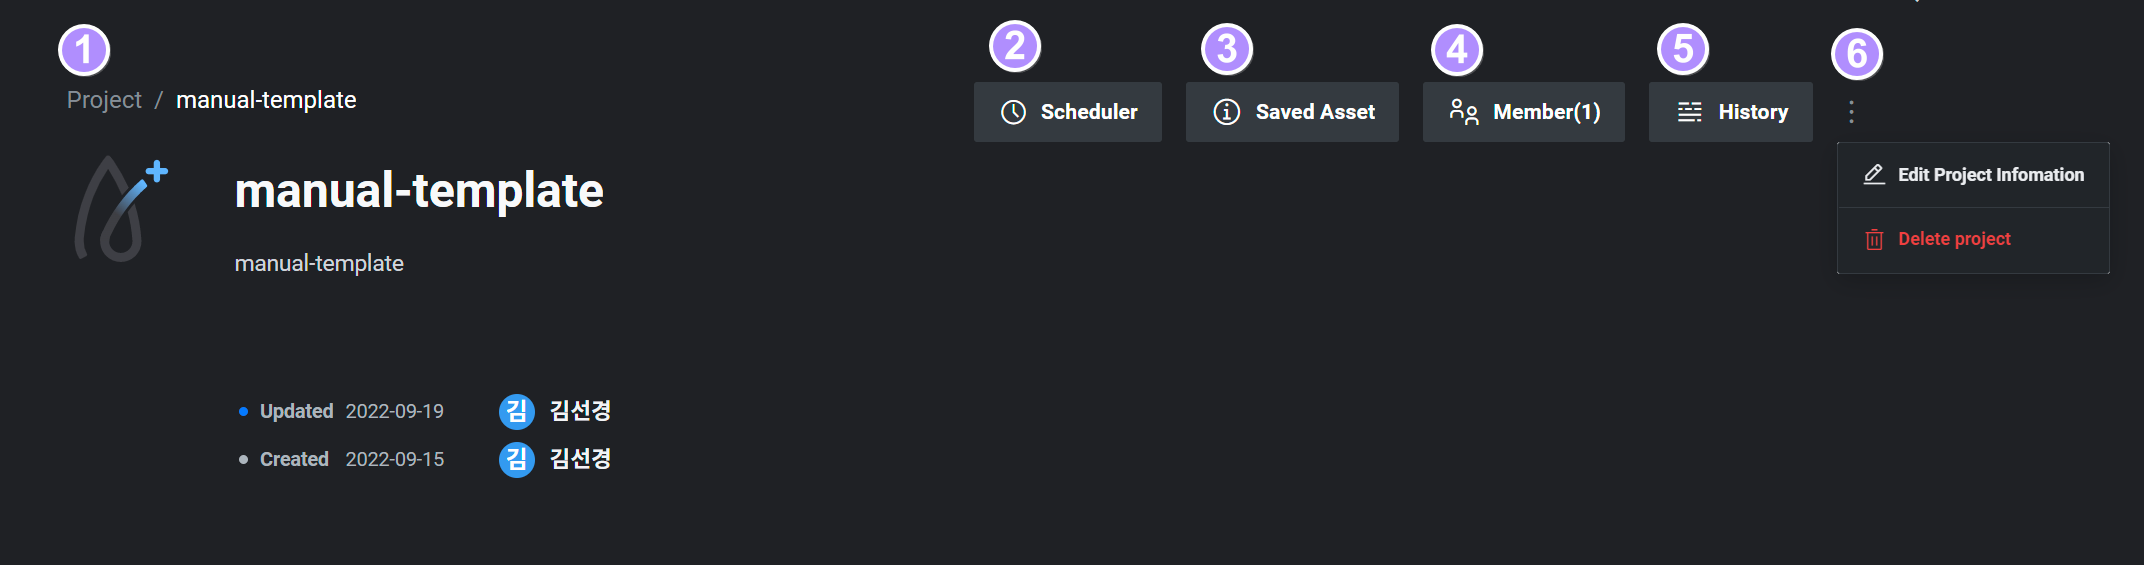 1
2
3
4
5
6
Project / manual-template
Scheduler
Saved Asset
Member(1)
History
Edit Project Infomation
Delete project
manual-template
manual-template
Updated 2022-09-19 김 김선경
Created 2022-09-15 김 김선경